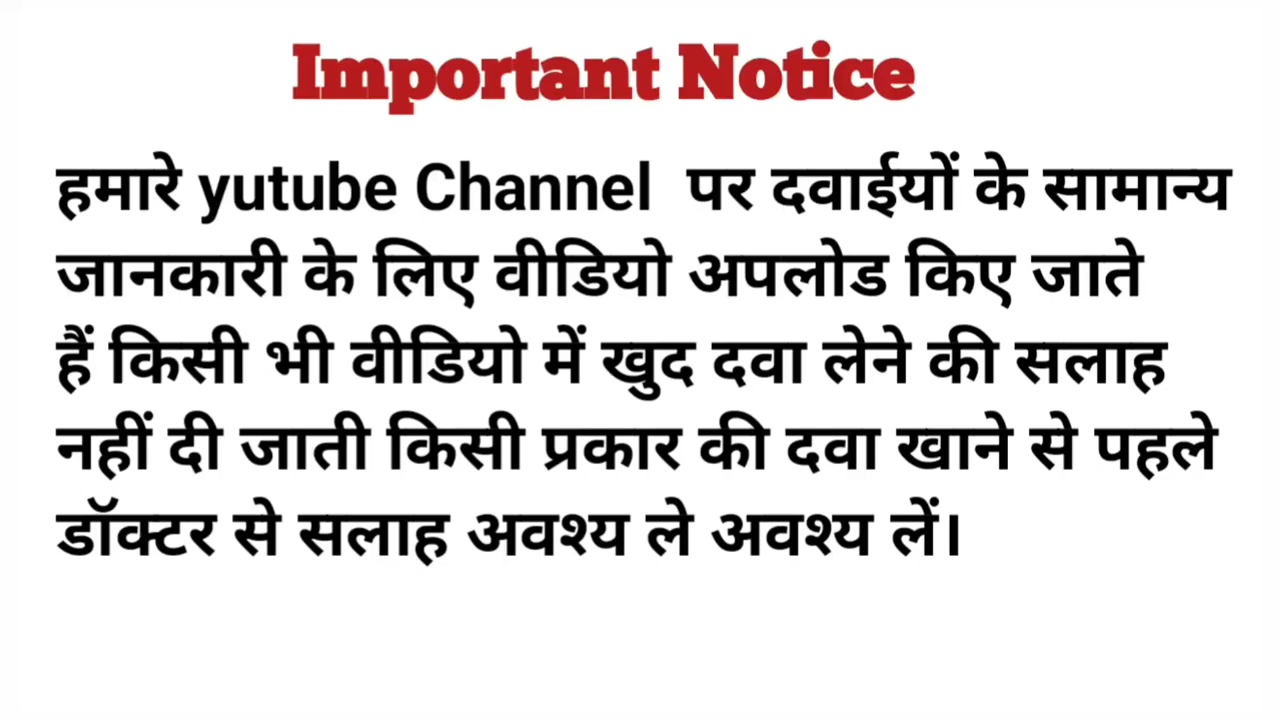 Important Notice
हमारे yutube Channel पर दवाईयों के सामान्य
जानकारी के लिए वीडियो अपलोड किए जाते
हैं किसी भी वीडियो में खुद दवा लेने की सलाह
नहीं दी जाती किसी प्रकार की दवा खाने से पहले
डॉक्टर से सलाह अवश्य ले अवश्य लें।